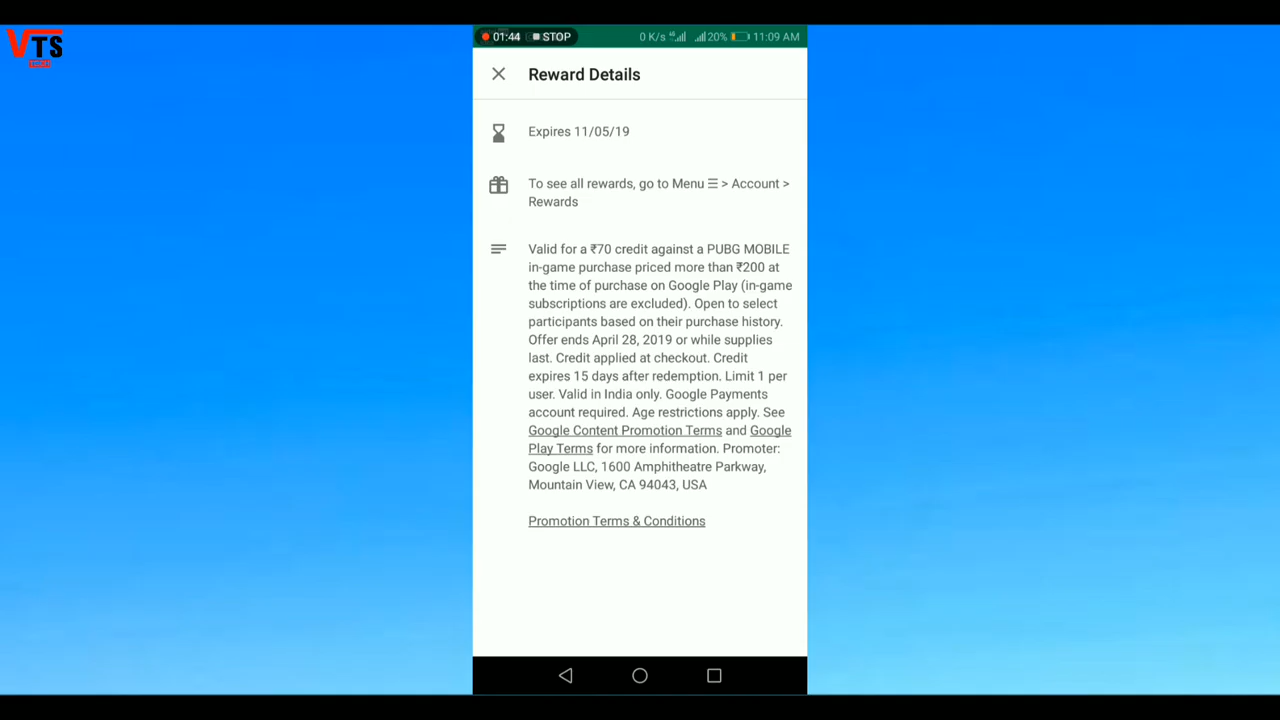 VTS
01:44 STOP 0 K/s 20% 11:09 AM
Reward Details
Expires 11/05/19
To see all rewards, go to Menu ☰ > Account >
Rewards
Valid for a ₹70 credit against a PUBG MOBILE
in-game purchase priced more than ₹200 at
the time of purchase on Google Play (in-game
subscriptions are excluded). Open to select
participants based on their purchase history.
Offer ends April 28, 2019 or while supplies
last. Credit applied at checkout. Credit
expires 15 days after redemption. Limit 1 per
user. Valid in India only. Google Payments
account required. Age restrictions apply. See
Google Content Promotion Terms and Google
Play Terms for more information. Promoter:
Google LLC, 1600 Amphitheatre Parkway,
Mountain View, CA 94043, USA
Promotion Terms & Conditions